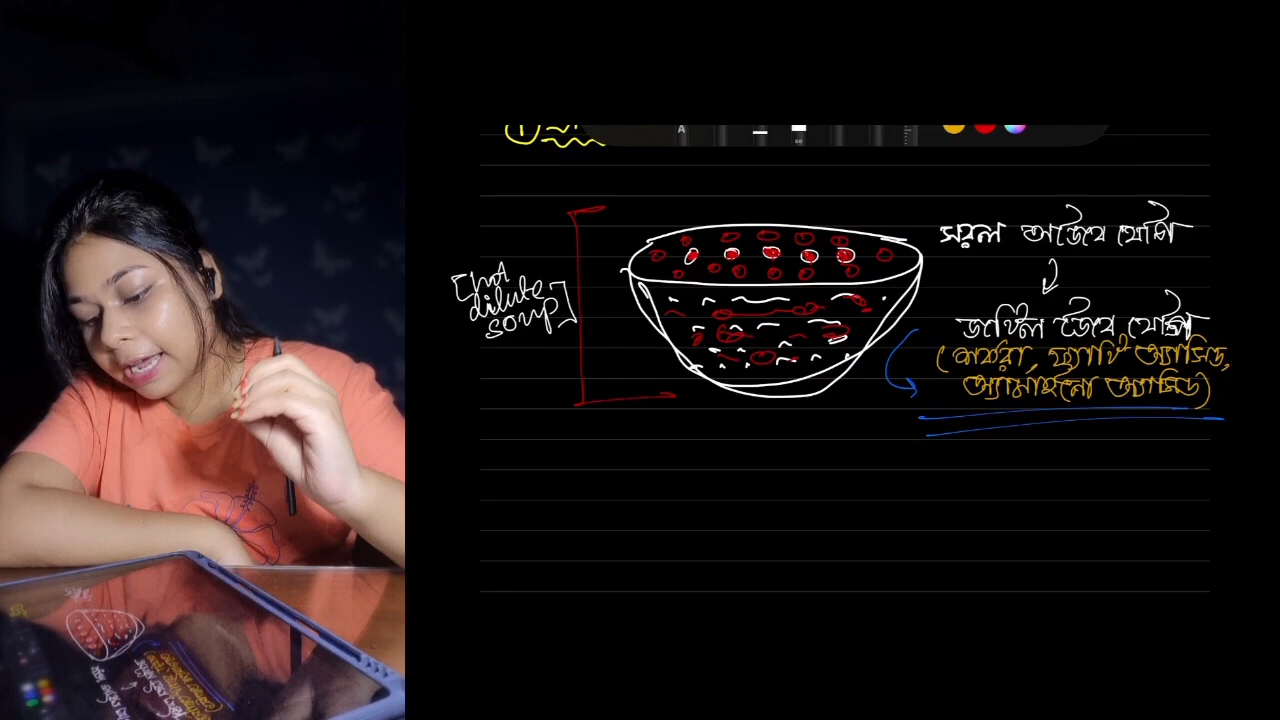 [hot
dilute
soup]
সরল অজৈব যৌগ
জটিল জৈব যৌগ
(শর্করা, ফ্যাটি অ্যাসিড,
অ্যামাইনো অ্যাসিড)